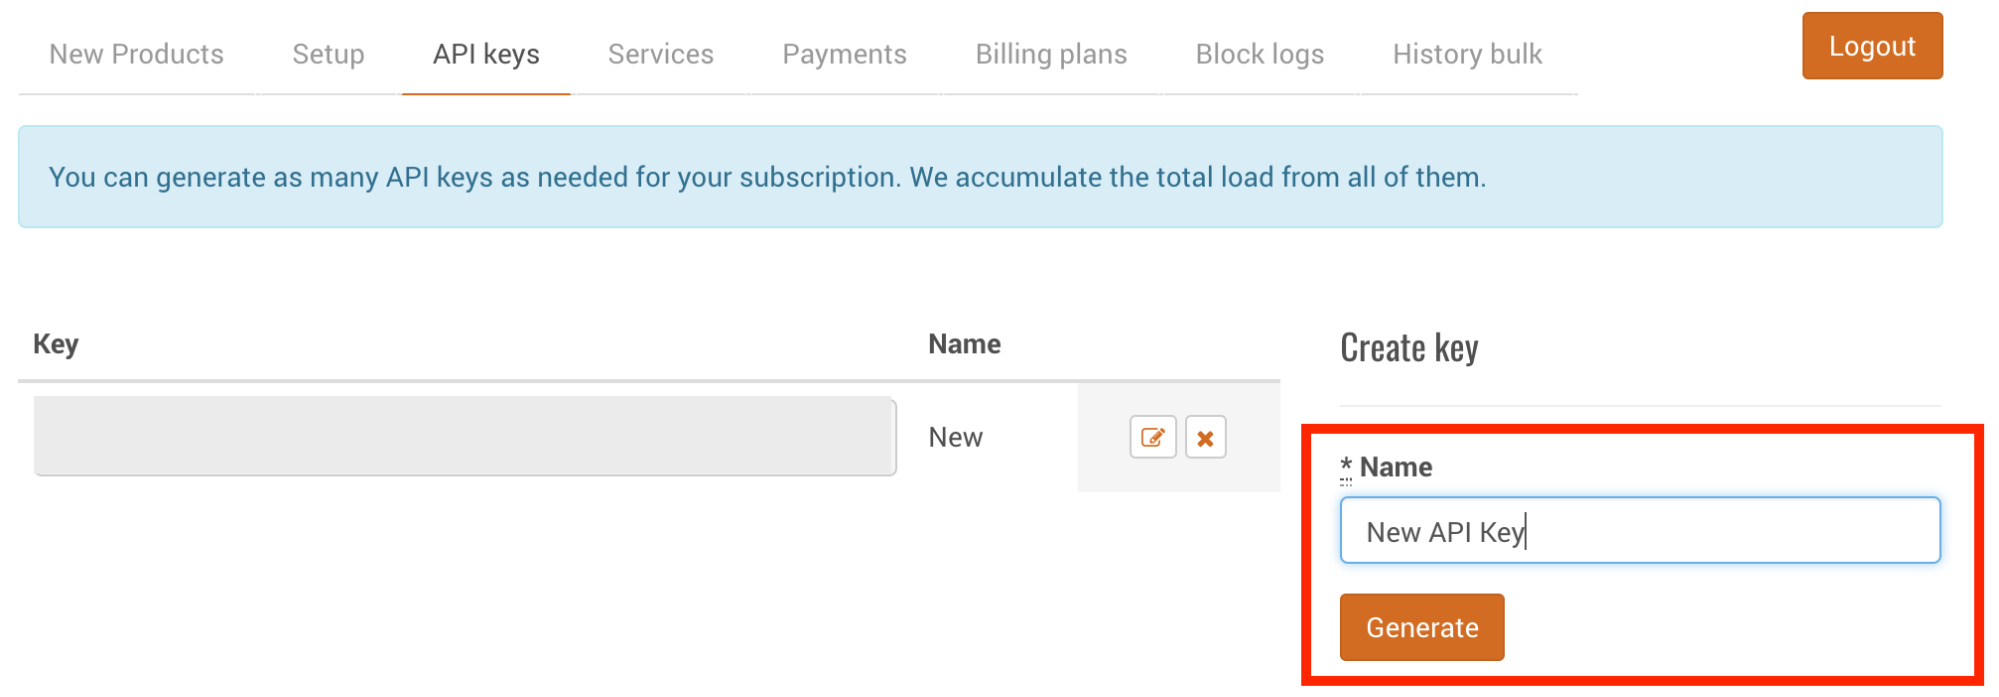 New Products Setup API keys Services Payments Billing plans Block logs History bulk Logout
You can generate as many API keys as needed for your subscription. We accumulate the total load from all of them.
Key Name
New
Create key
* Name
New API Key
Generate